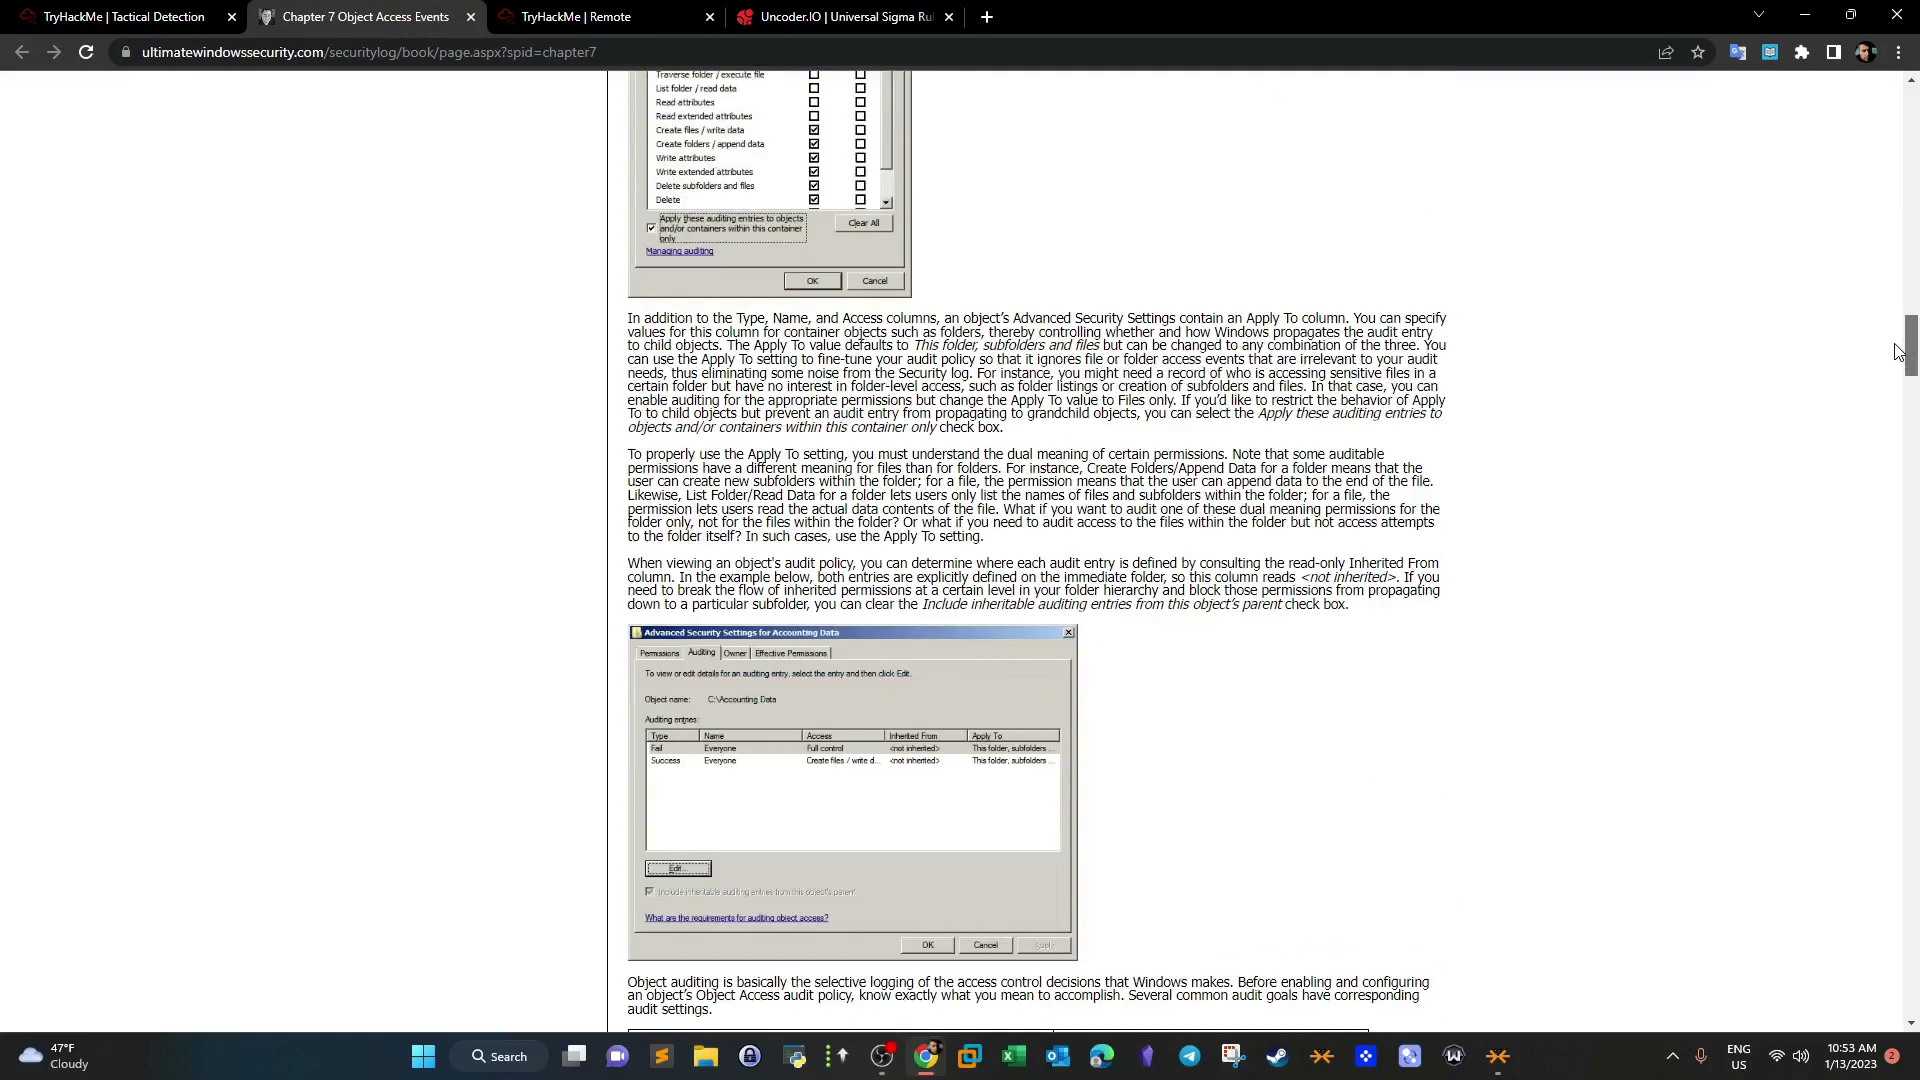 TryHackMe | Tactical Detection
Chapter 7 Object Access Events
TryHackMe | Remote
Uncoder.IO | Universal Sigma Ru
ultimatewindowssecurity.com/securitylog/book/page.aspx?spid=chapter7
Traverse folder / execute file
List folder / read data
Read attributes
Read extended attributes
Create files / write data
Create folders / append data
Write attributes
Write extended attributes
Delete subfolders and files
Delete
Apply these auditing entries to objects
and/or containers within this container
only
Clear All
Managing auditing
OK Cancel
In addition to the Type, Name, and Access columns, an object’s Advanced Security Settings contain an Apply To column. You can specify
values for this column for container objects such as folders, thereby controlling whether and how Windows propagates the audit entry
to child objects. The Apply To value defaults to This folder, subfolders and files but can be changed to any combination of the three. You
can use the Apply To setting to fine-tune your audit policy so that it ignores file or folder access events that are irrelevant to your audit
needs, thus eliminating some noise from the Security log. For instance, you might need a record of who is accessing sensitive files in a
certain folder but have no interest in folder-level access, such as folder listings or creation of subfolders and files. In that case, you can
enable auditing for the appropriate permissions but change the Apply To value to Files only. If you’d like to restrict the behavior of Apply
To to child objects but prevent an audit entry from propagating to grandchild objects, you can select the Apply these auditing entries to
objects and/or containers within this container only check box.
To properly use the Apply To setting, you must understand the dual meaning of certain permissions. Note that some auditable
permissions have a different meaning for files than for folders. For instance, Create Folders/Append Data for a folder means that the
user can create new subfolders within the folder; for a file, the permission means that the user can append data to the end of the file.
Likewise, List Folder/Read Data for a folder lets users only list the names of files and subfolders within the folder; for a file, the
permission lets users read the actual data contents of the file. What if you want to audit one of these dual meaning permissions for the
folder only, not for the files within the folder? Or what if you need to audit access to the files within the folder but not access attempts
to the folder itself? In such cases, use the Apply To setting.
When viewing an object's audit policy, you can determine where each audit entry is defined by consulting the read-only Inherited From
column. In the example below, both entries are explicitly defined on the immediate folder, so this column reads <not inherited>. If you
need to break the flow of inherited permissions at a certain level in your folder hierarchy and block those permissions from propagating
down to a particular subfolder, you can clear the Include inheritable auditing entries from this object’s parent check box.
Advanced Security Settings for Accounting Data
Permissions Auditing Owner Effective Permissions
To view or edit details for an auditing entry, select the entry and then click Edit.
Object name: C:\Accounting Data
Auditing entries:
Type Name Access Inherited From Apply To
Fail Everyone Full control <not inherited> This folder, subfolders ...
Success Everyone Create files / write d... <not inherited> This folder, subfolders ...
Edit...
Include inheritable auditing entries from this object's parent
What are the requirements for auditing object access?
OK Cancel Apply
Object auditing is basically the selective logging of the access control decisions that Windows makes. Before enabling and configuring
an object’s Object Access audit policy, know exactly what you mean to accomplish. Several common audit goals have corresponding
audit settings.
47°F
Cloudy
Search
ENG
US
10:53 AM
1/13/2023
2